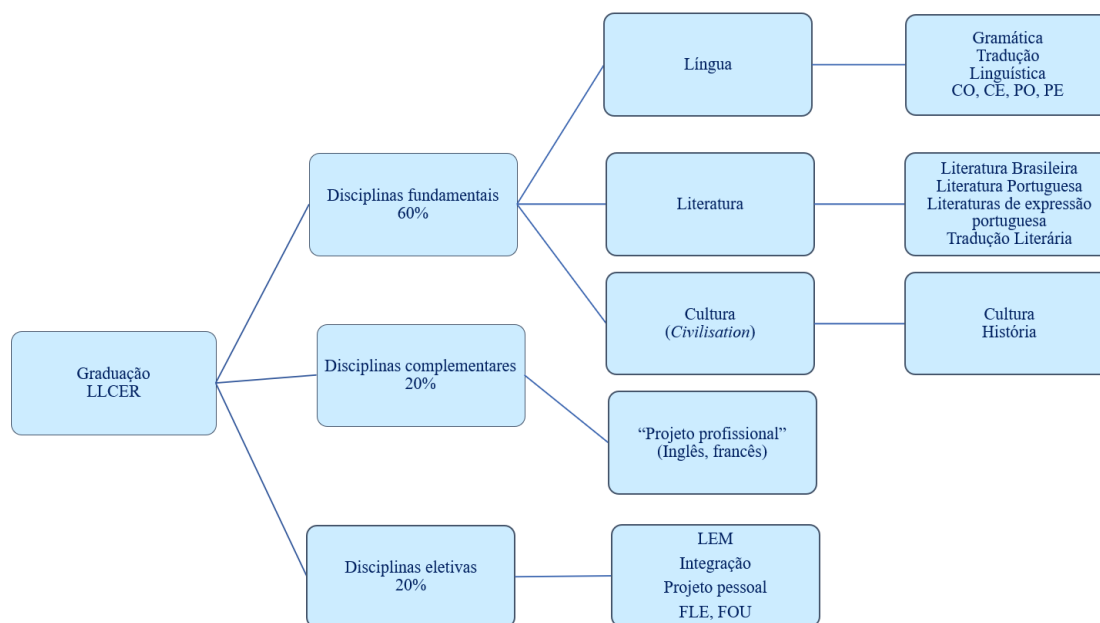 Graduação
LLCER
Disciplinas fundamentais
60%
Língua
Gramática
Tradução
Linguística
CO, CE, PO, PE
Literatura
Literatura Brasileira
Literatura Portuguesa
Literaturas de expressão
portuguesa
Tradução Literária
Cultura
(Civilisation)
Cultura
História
Disciplinas complementares
20%
“Projeto profissional”
(Inglês, francês)
Disciplinas eletivas
20%
LEM
Integração
Projeto pessoal
FLE, FOU